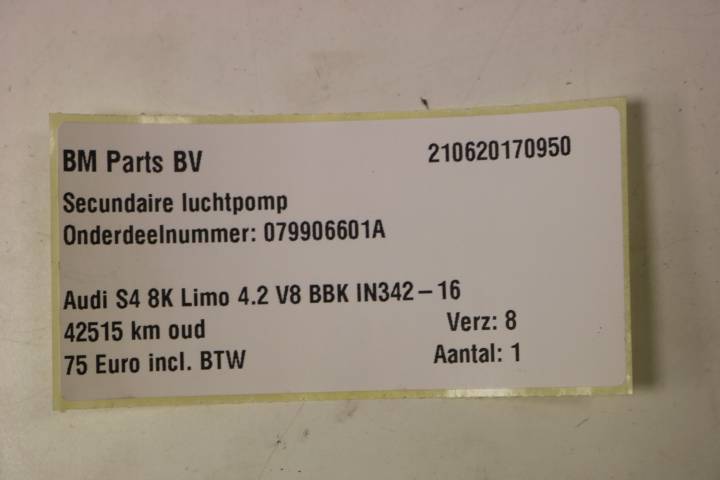 BM Parts BV 210620170950
Secundaire luchtpomp
Onderdeelnummer: 079906601A
Audi S4 8K Limo 4.2 V8 BBK IN342-16
42515 km oud Verz: 8
75 Euro incl. BTW Aantal: 1